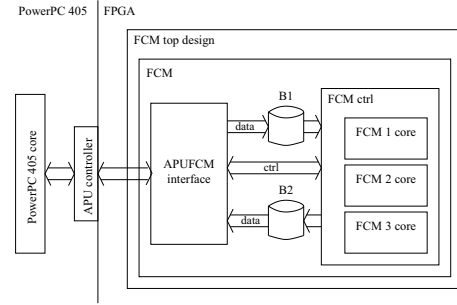 PowerPC 405
FPGA
FCM top design
FCM
PowerPC 405 core
APU controller
APUFCM
interface
B1
data
ctrl
B2
data
FCM ctrl
FCM 1 core
FCM 2 core
FCM 3 core